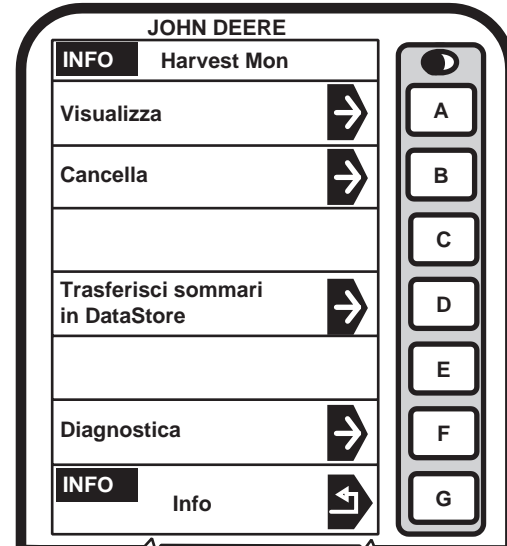 JOHN DEERE
INFO Harvest Mon
Visualizza
A
Cancella
B
C
Trasferisci sommari
in DataStore
D
E
Diagnostica
F
INFO
Info
G